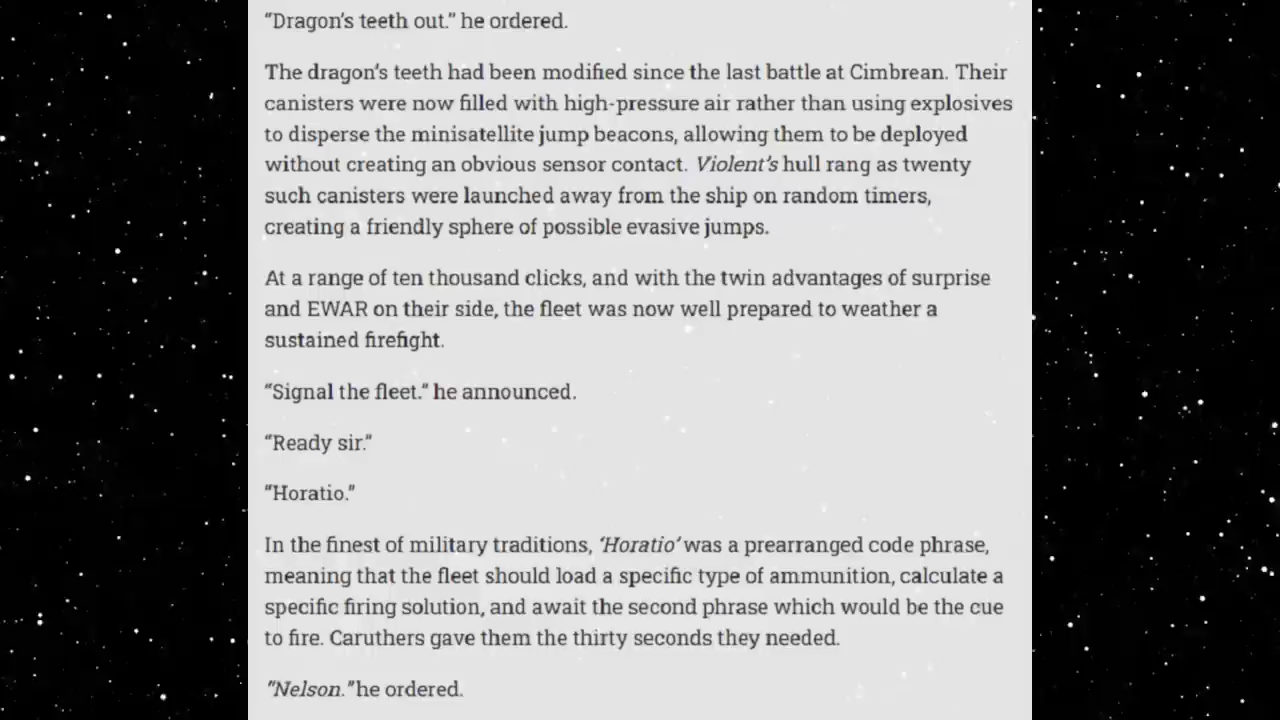 “Dragon’s teeth out.” he ordered.
The dragon’s teeth had been modified since the last battle at Cimbrean. Their
canisters were now filled with high-pressure air rather than using explosives
to disperse the minisatellite jump beacons, allowing them to be deployed
without creating an obvious sensor contact. Violent’s hull rang as twenty
such canisters were launched away from the ship on random timers,
creating a friendly sphere of possible evasive jumps.
At a range of ten thousand clicks, and with the twin advantages of surprise
and EWAR on their side, the fleet was now well prepared to weather a
sustained firefight.
“Signal the fleet.” he announced.
“Ready sir.”
“Horatio.”
In the finest of military traditions, ‘Horatio’ was a prearranged code phrase,
meaning that the fleet should load a specific type of ammunition, calculate a
specific firing solution, and await the second phrase which would be the cue
to fire. Caruthers gave them the thirty seconds they needed.
“Nelson.” he ordered.